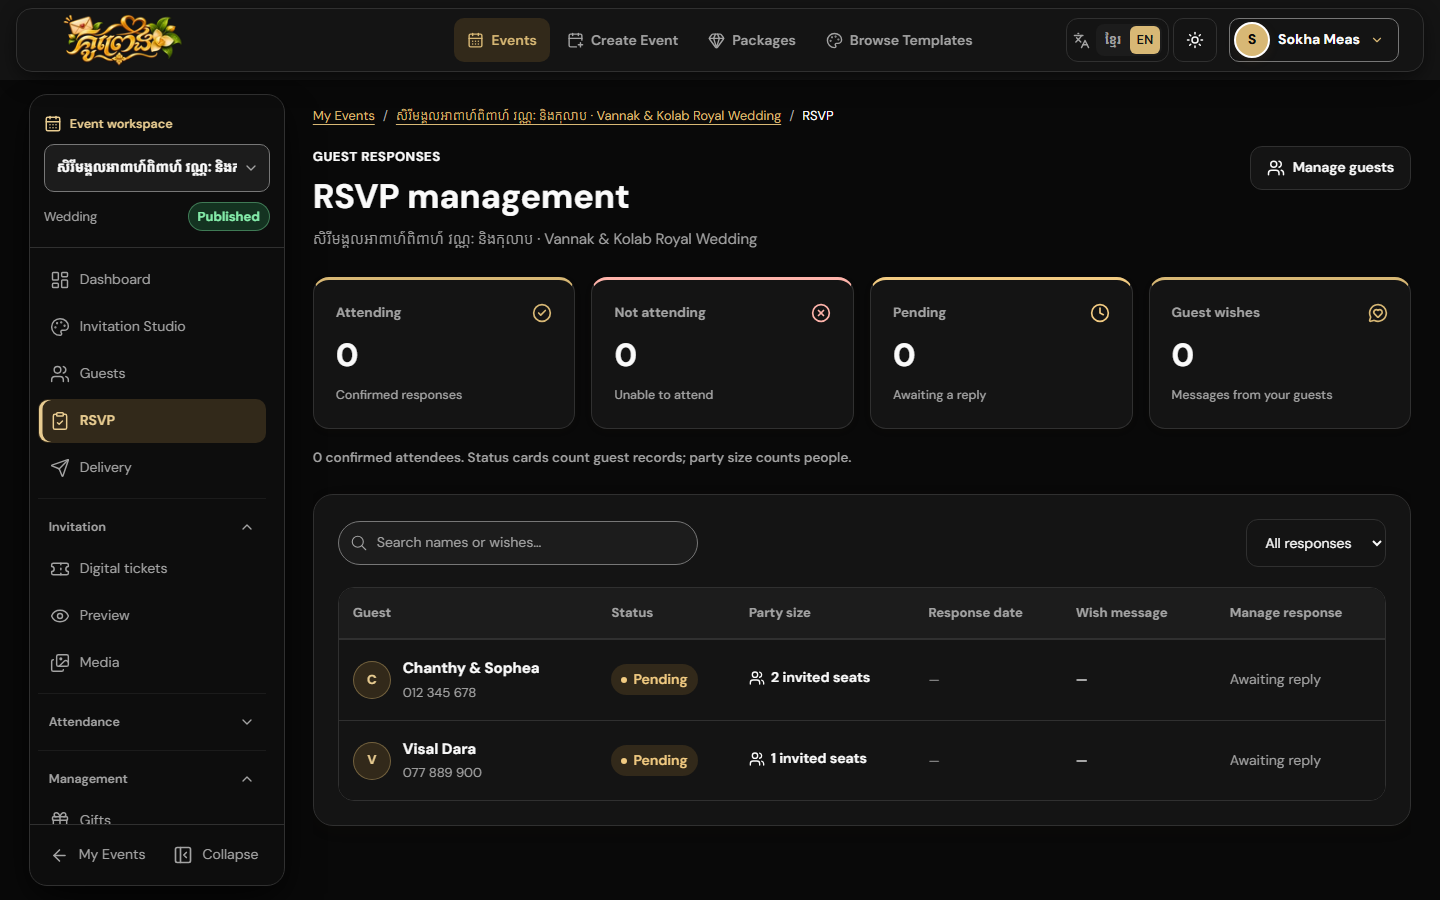 Events
Create Event
Packages
Browse Templates
ខ្មែរ
EN
S
Sokha Meas
Event workspace
Wedding
Published
Dashboard
Invitation Studio
Guests
RSVP
Delivery
Invitation
Digital tickets
Preview
Media
Attendance
Management
Gifts
My Events
Collapse
My Events / សិរីមង្គលអាពាហ៍ពិពាហ៍ វណ្ណៈ និងកុលាប · Vannak & Kolab Royal Wedding / RSVP
GUEST RESPONSES
RSVP management
សិរីមង្គលអាពាហ៍ពិពាហ៍ វណ្ណៈ និងកុលាប · Vannak & Kolab Royal Wedding
Manage guests
Attending
0
Confirmed responses
Not attending
0
Unable to attend
Pending
0
Awaiting a reply
Guest wishes
0
Messages from your guests
0 confirmed attendees. Status cards count guest records; party size counts people.
Search names or wishes...
All responses
Guest Status Party size Response date Wish message Manage response
C Chanthy & Sophea Pending 2 invited seats — — Awaiting reply
012 345 678
V Visal Dara Pending 1 invited seats — — Awaiting reply
077 889 900